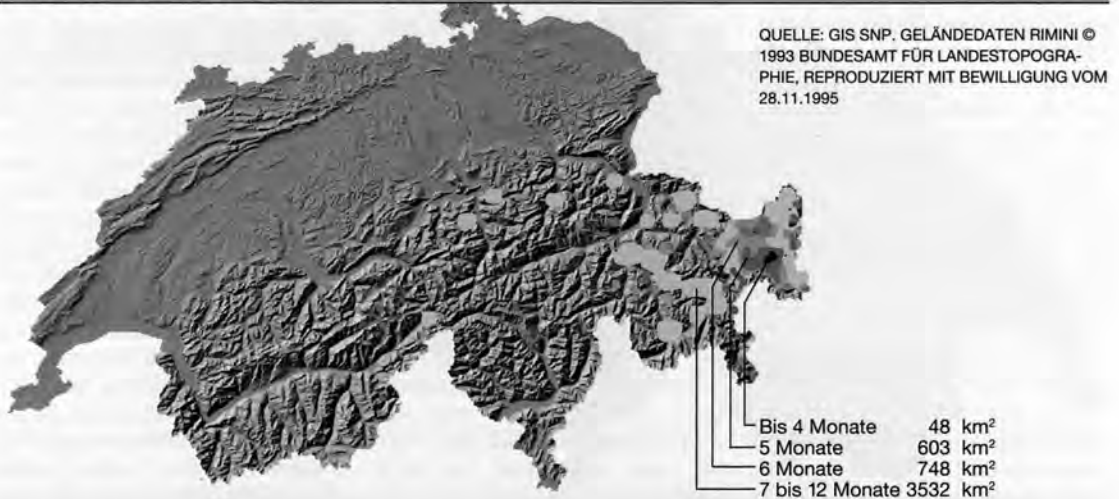 QUELLE: GIS SNP. GELÄNDEDATEN RIMINI ©
1993 BUNDESAMT FÜR LANDESTOPOGRA-
PHIE, REPRODUZIERT MIT BEWILLIGUNG VOM
28.11.1995
Bis 4 Monate 48 km²
5 Monate 603 km²
6 Monate 748 km²
7 bis 12 Monate 3532 km²